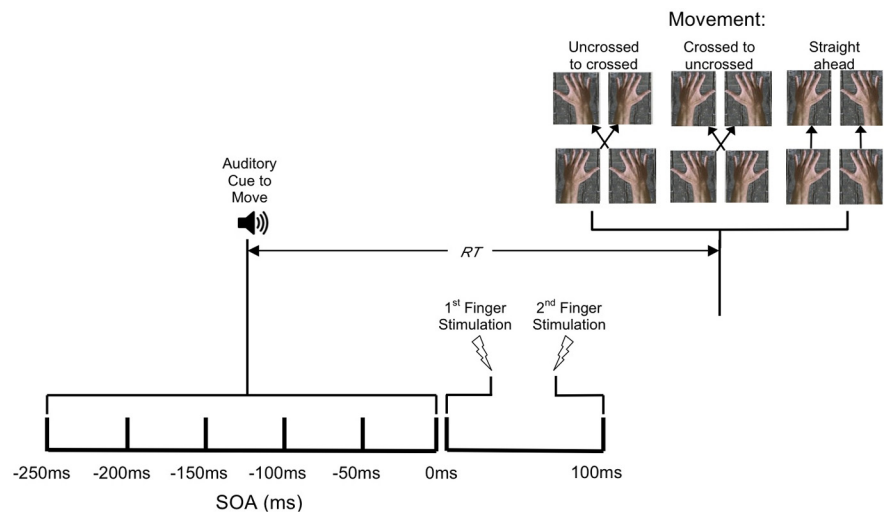 Movement:
Uncrossed
to crossed
Crossed to
uncrossed
Straight
ahead
Auditory
Cue to
Move
RT
1st Finger
Stimulation
2nd Finger
Stimulation
-250ms -200ms -150ms -100ms -50ms 0ms 100ms
SOA (ms)